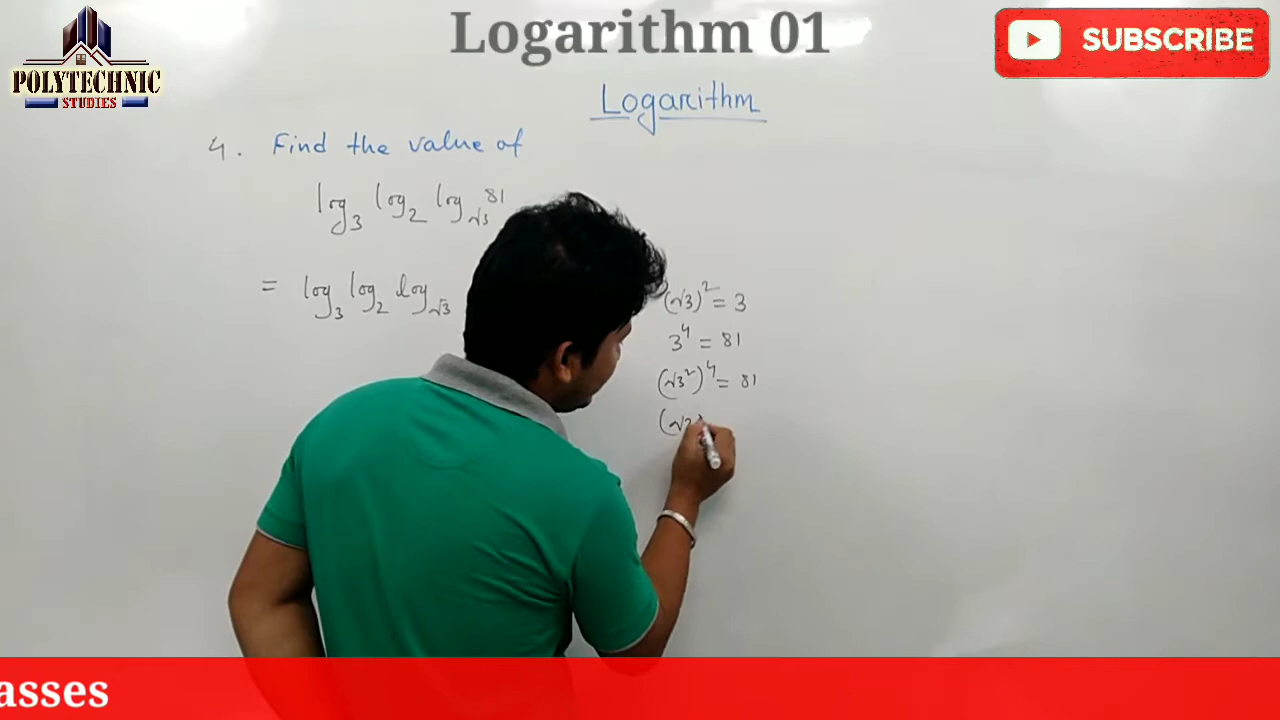 Logarithm 01
SUBSCRIBE
POLYTECHNIC
STUDIES
Logarithm
4. Find the value of
log₃ log₂ log√₃ 81
= log₃ log₂ log√₃
(√3)² = 3
3⁴ = 81
(√3²)⁴ = 81
(√3
asses